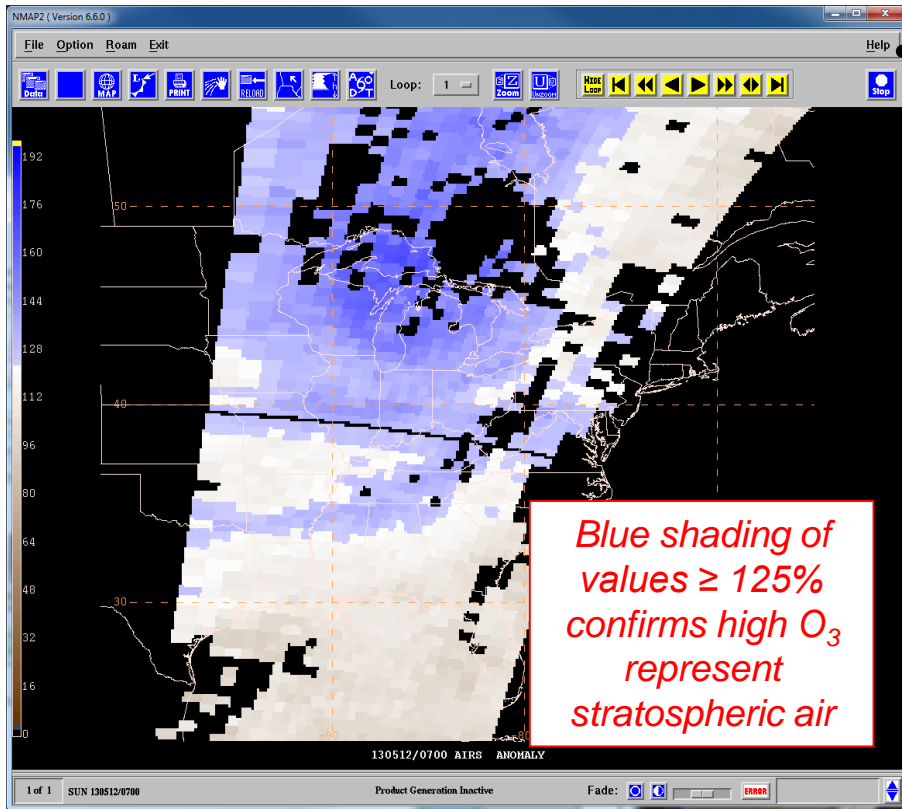 NMAP2 ( Version 6.6.0 )
File Option Roam Exit Help
Data MAP PRINT RELOAD Loop: 1 Zoom UNZOOM HIDE LOOP Stop
192
176
160
144
128
112
96
80
64
48
32
16
0
50
40
30
-90
-80
Blue shading of
values ≥ 125%
confirms high O₃
represent
stratospheric air
130512/0700 AIRS ANOMALY
1 of 1 SUN 130512/0700 Product Generation Inactive Fade: ERROR